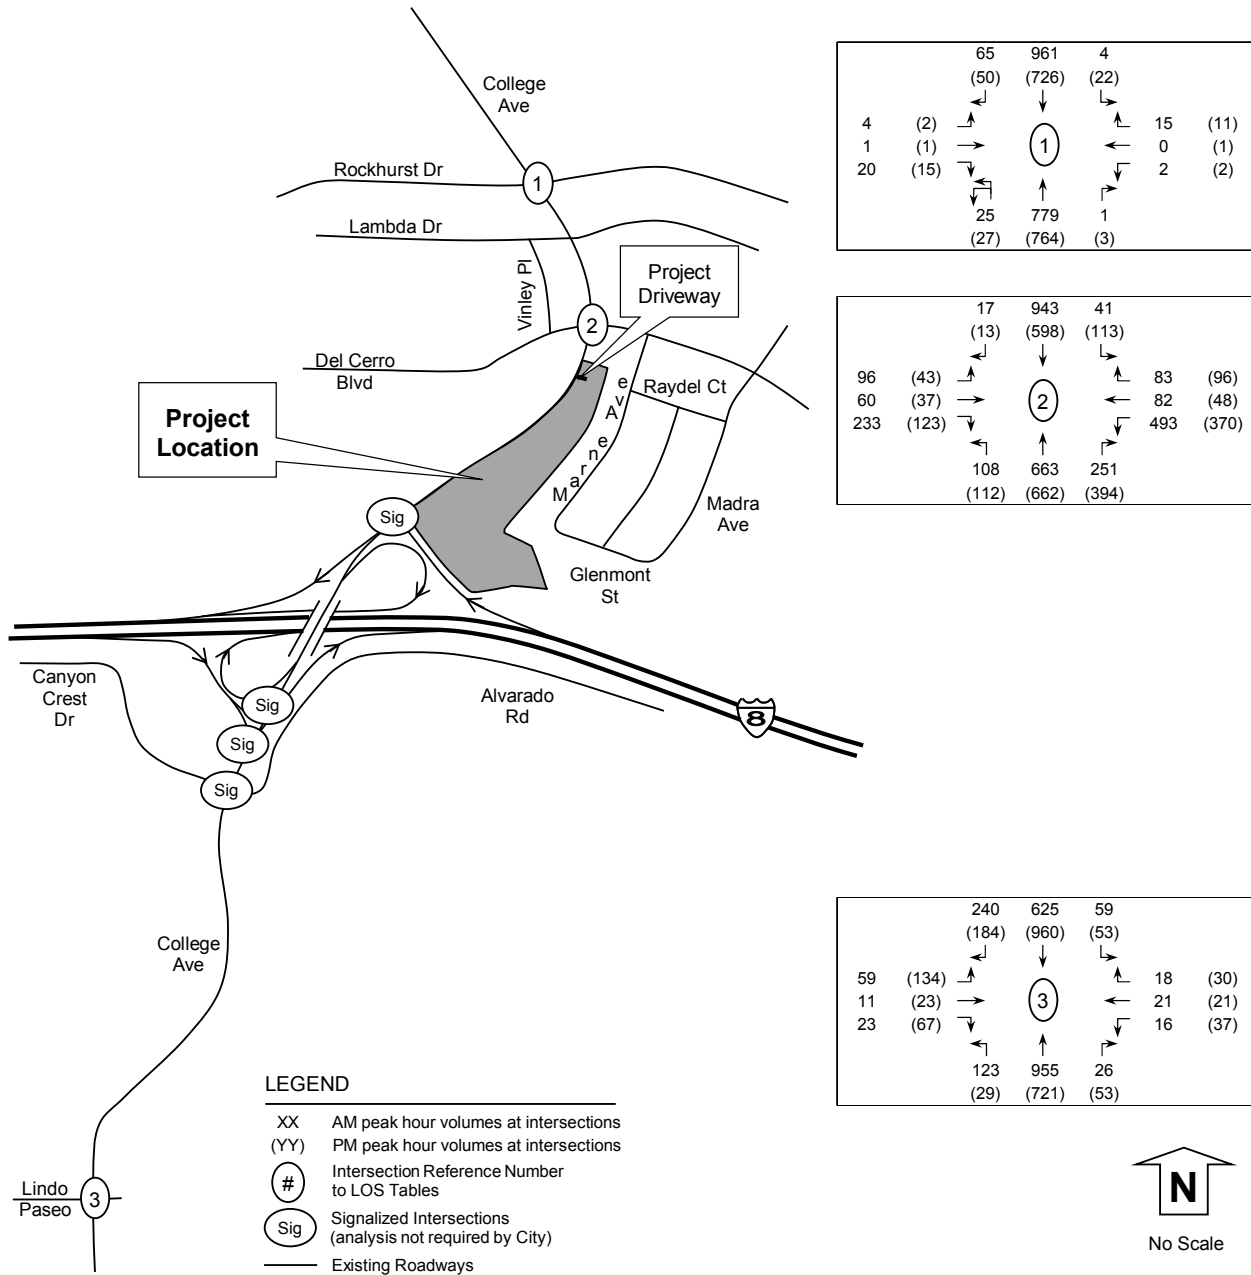 College
Ave
Rockhurst Dr
1
Lambda Dr
Vinley Pl
Project
Driveway
2
Del Cerro
Blvd
Marne Ave
Raydel Ct
Project
Location
Madra
Ave
Sig
Glenmont
St
Canyon
Crest
Dr
Alvarado
Rd
8
Sig
Sig
Sig
College
Ave
Lindo
Paseo
3
65 961 4
(50) (726) (22)
4 (2) 15 (11)
1 (1) 1 0 (1)
20 (15) 2 (2)
25 779 1
(27) (764) (3)
17 943 41
(13) (598) (113)
96 (43) 83 (96)
60 (37) 2 82 (48)
233 (123) 493 (370)
108 663 251
(112) (662) (394)
240 625 59
(184) (960) (53)
59 (134) 18 (30)
11 (23) 3 21 (21)
23 (67) 16 (37)
123 955 26
(29) (721) (53)
LEGEND
XX AM peak hour volumes at intersections
(YY) PM peak hour volumes at intersections
# Intersection Reference Number
to LOS Tables
Sig Signalized Intersections
(analysis not required by City)
Existing Roadways
N
No Scale